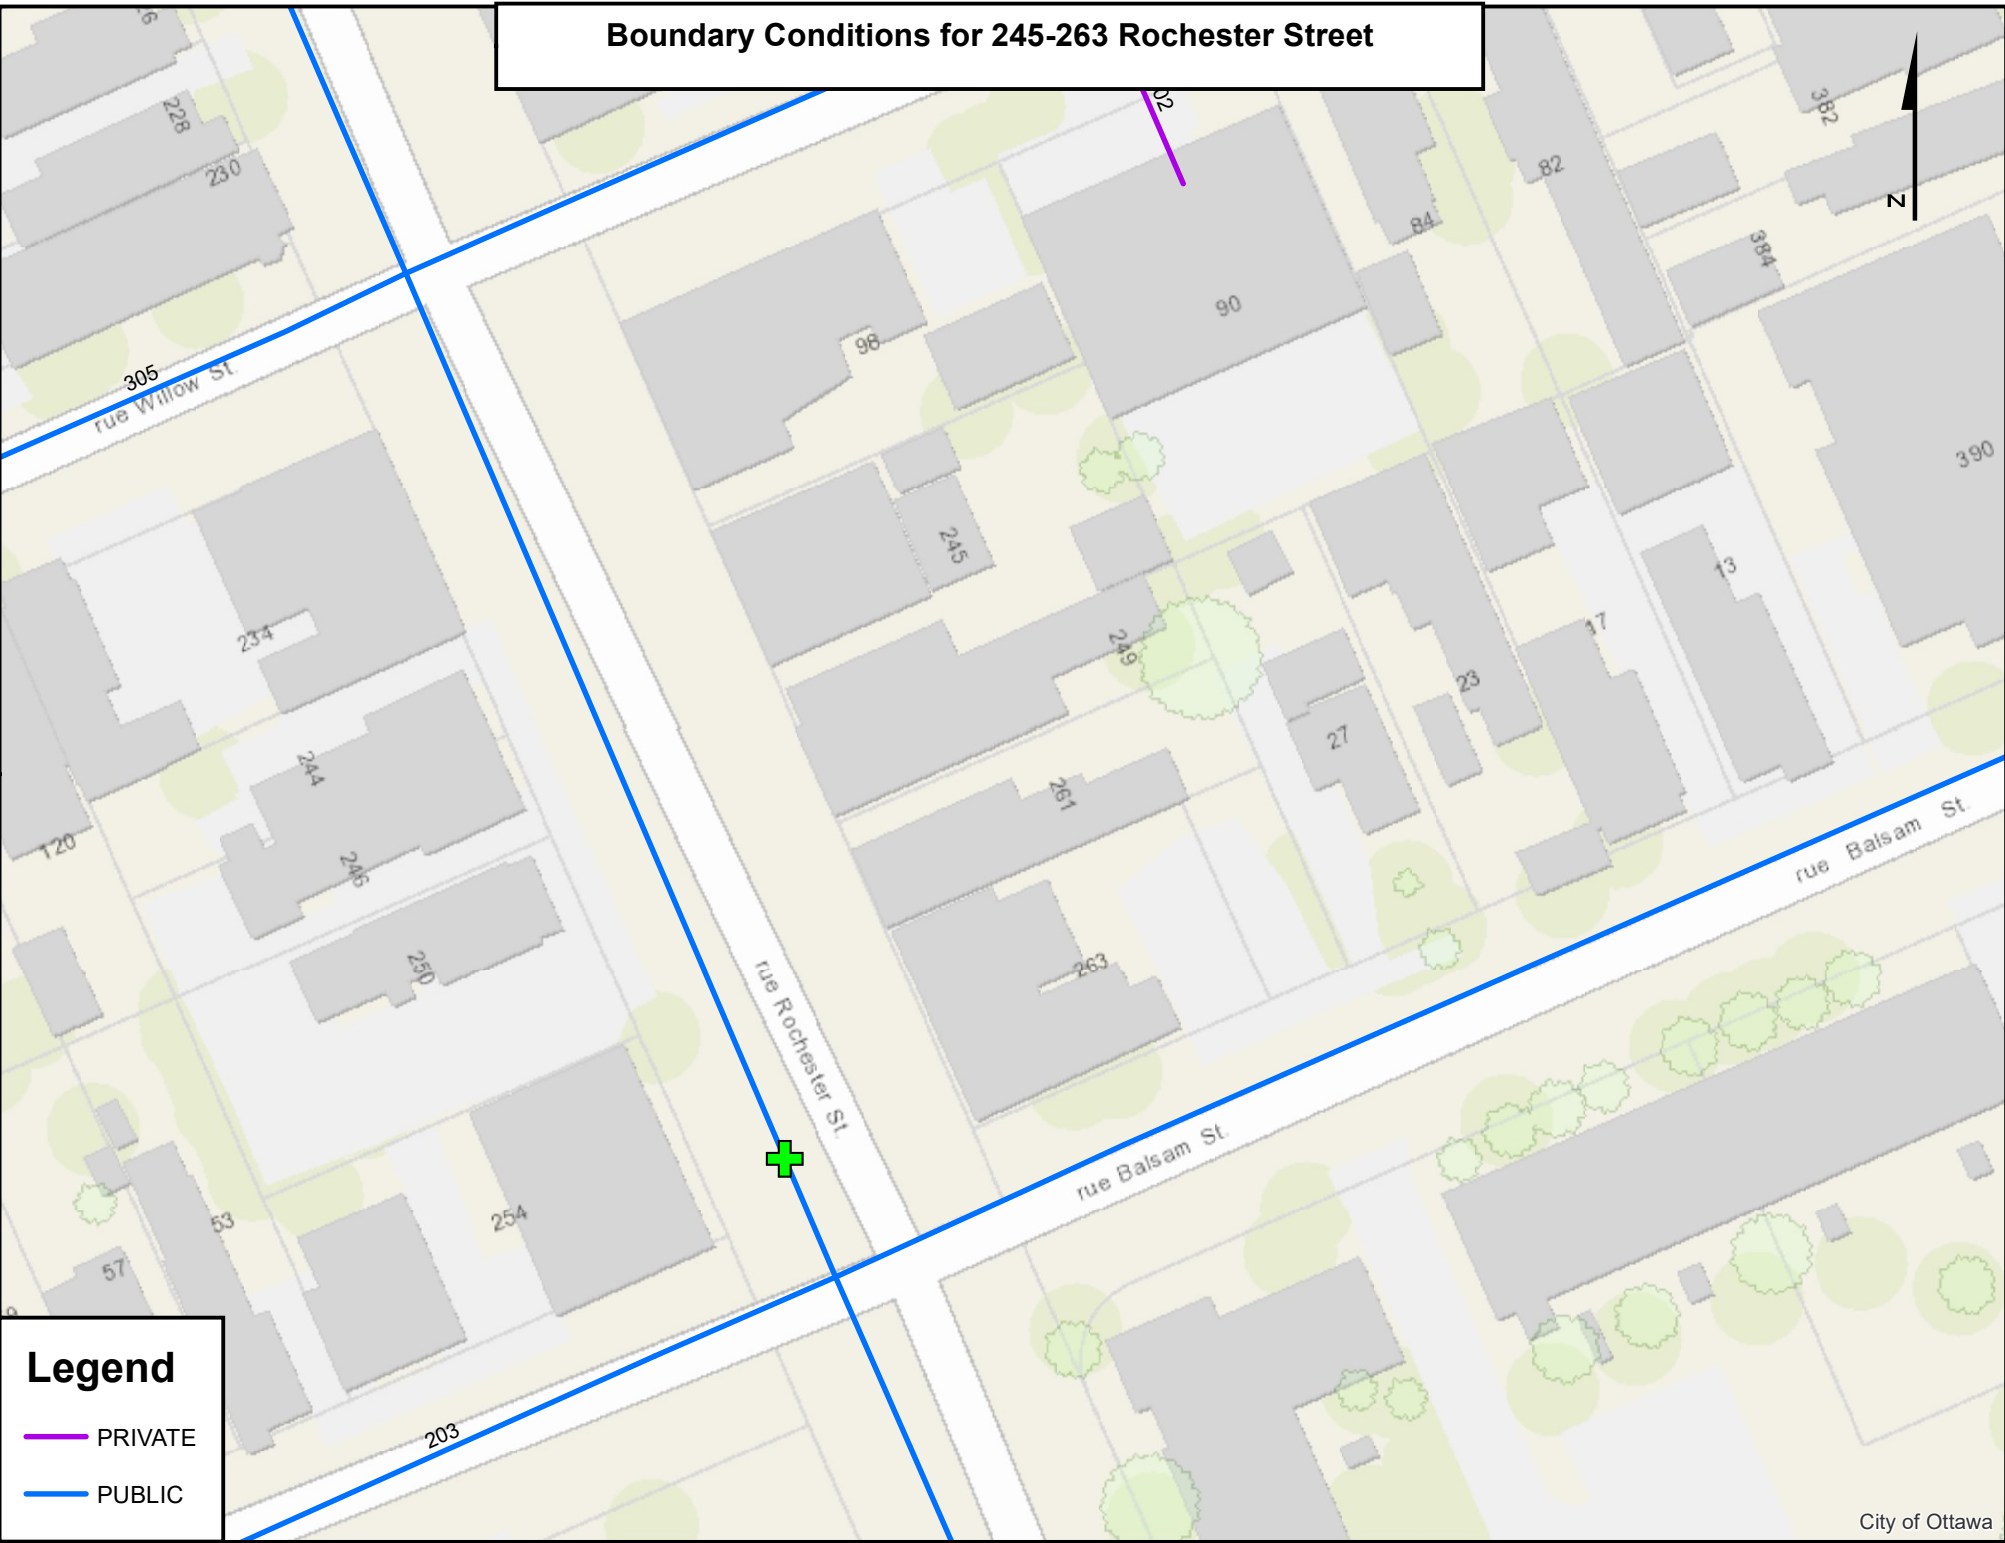 Boundary Conditions for 245-263 Rochester Street
228
230
02
382
82
84
384
N
90
98
305
rue Willow St.
390
245
13
234
249
17
23
27
244
261
120
246
rue Balsam St.
250
263
rue Rochester St.
rue Balsam St.
53
254
57
203
Legend
PRIVATE
PUBLIC
City of Ottawa